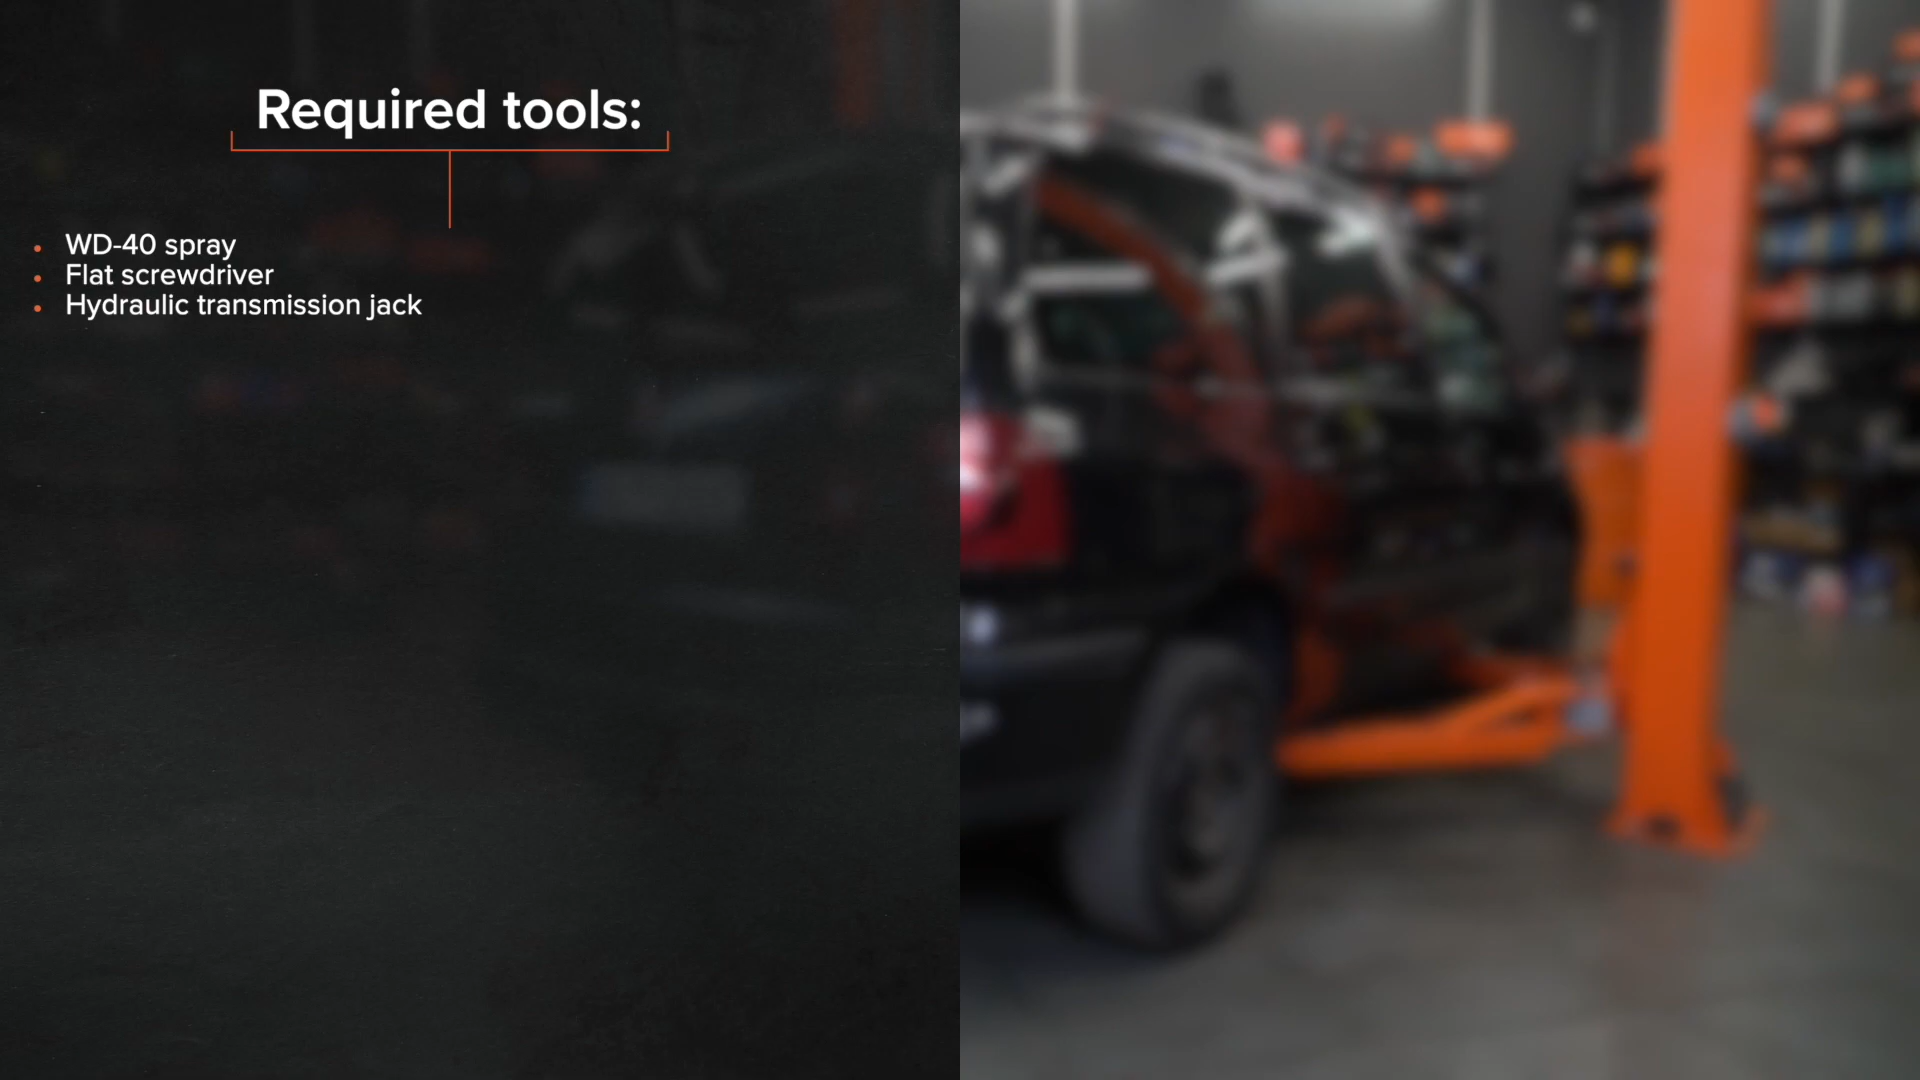 Required tools:
WD-40 spray
Flat screwdriver
Hydraulic transmission jack